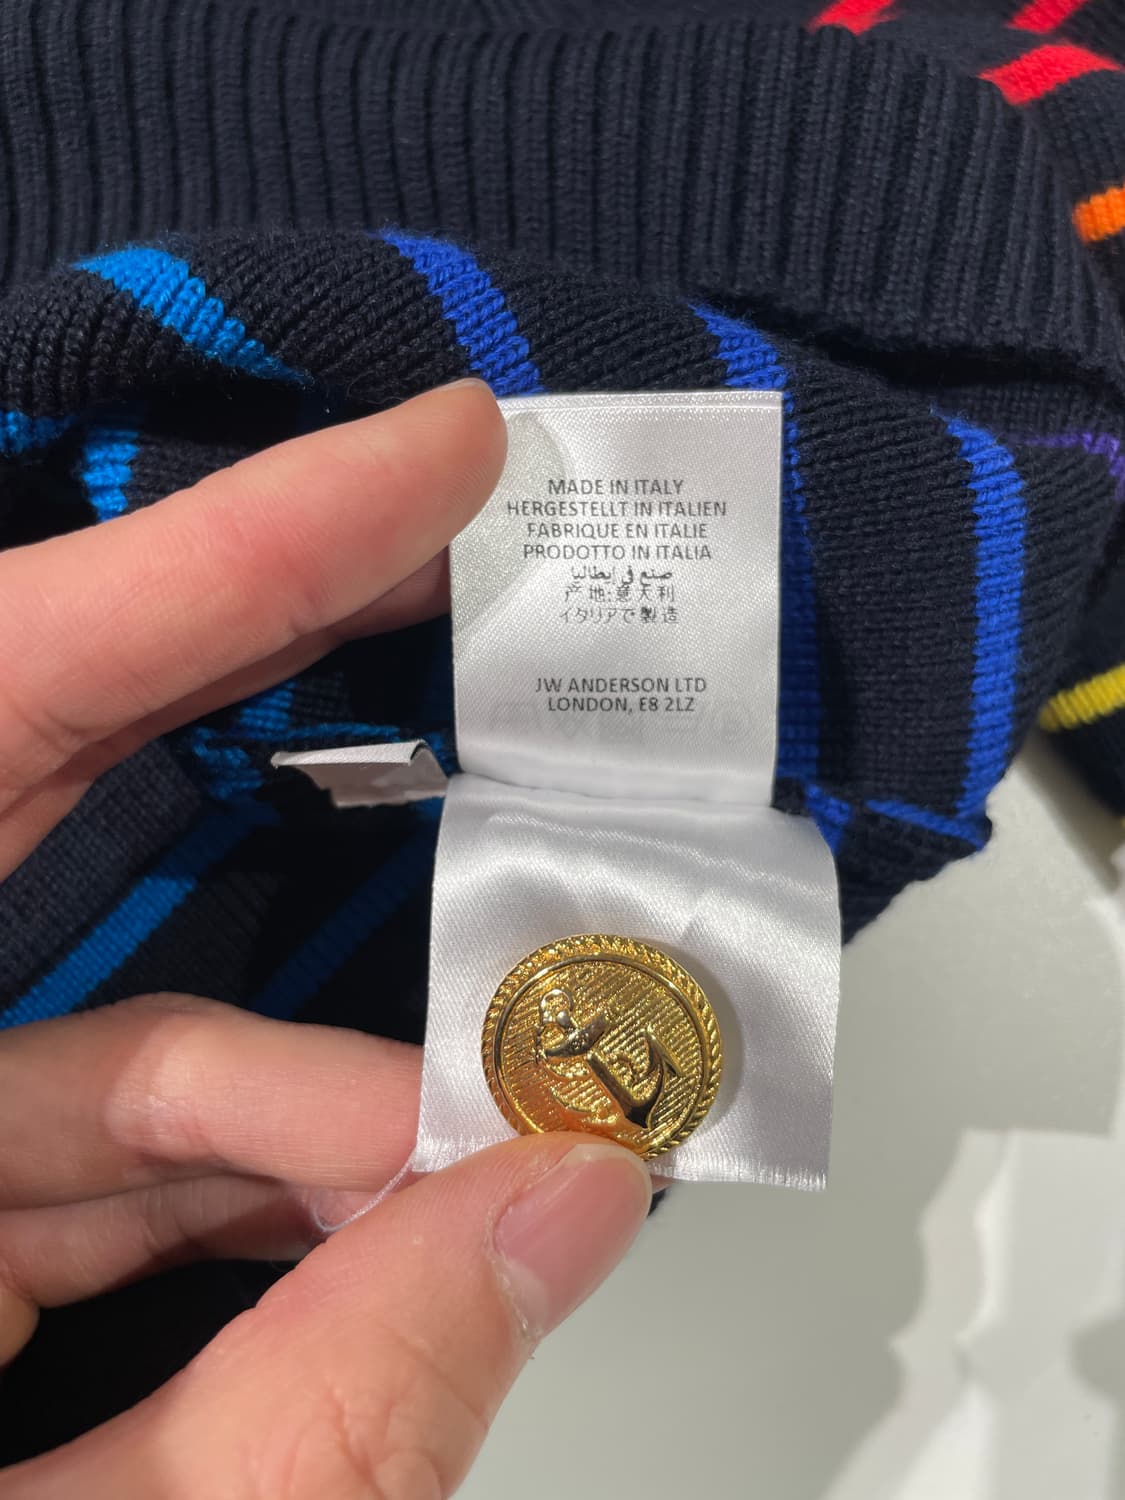 MADE IN ITALY
HERGESTELLT IN ITALIEN
FABRIQUE EN ITALIE
PRODOTTO IN ITALIA
صنع في إيطاليا
产 地: 意 大 利
イタリアで 製 造
JW ANDERSON LTD
LONDON, E8 2LZ